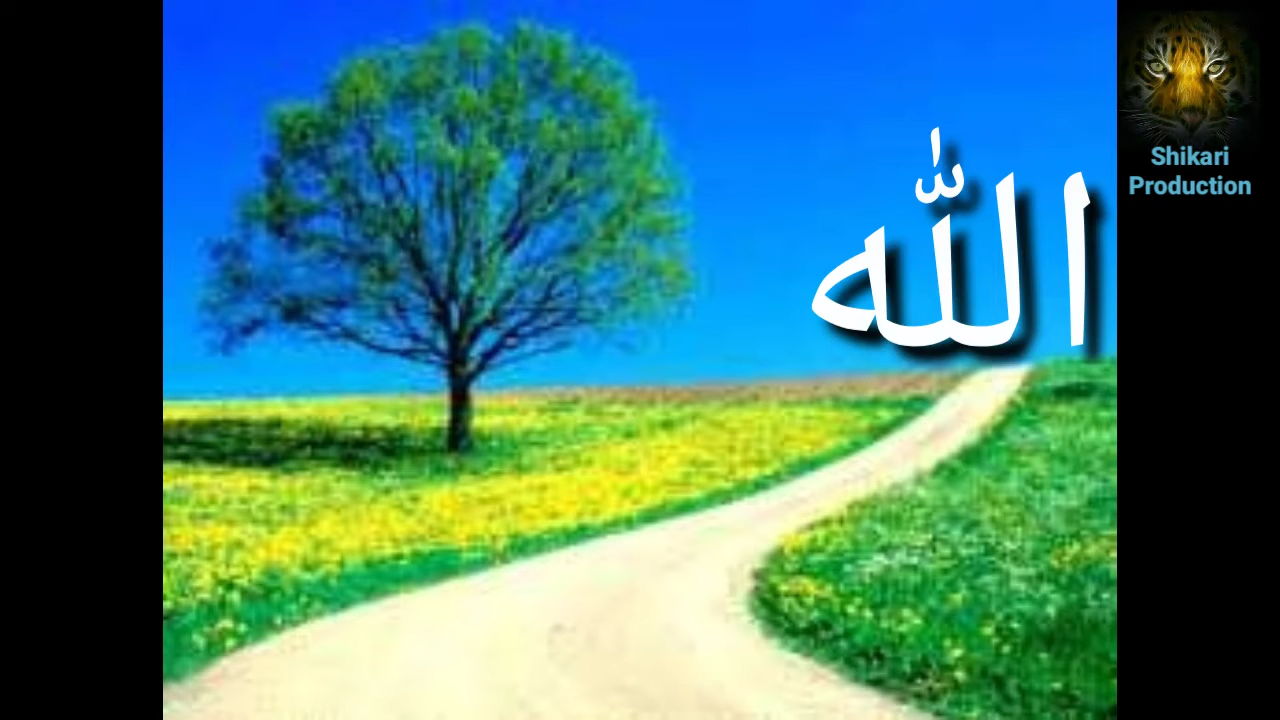 الله
Shikari
Production